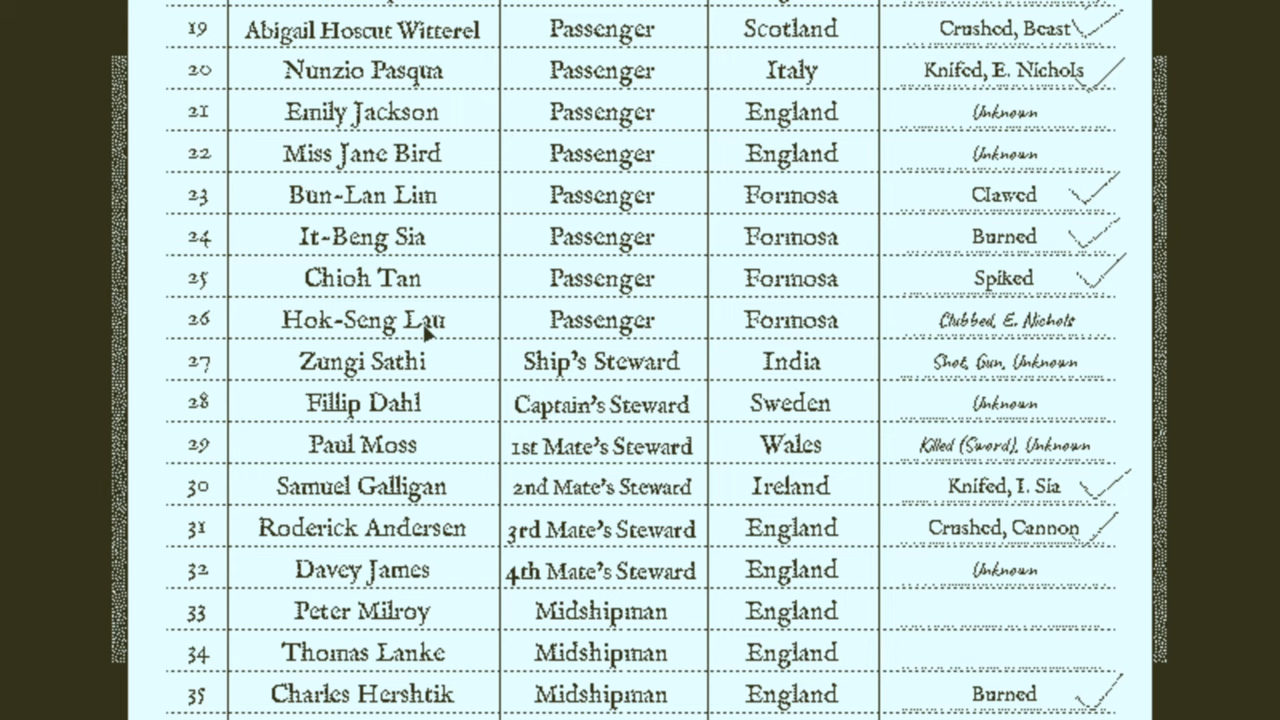 19 Abigail Hoscut Witterel Passenger Scotland Crushed, Beast
20 Nunzio Pasqua Passenger Italy Knifed, E. Nichols
21 Emily Jackson Passenger England Unknown
22 Miss Jane Bird Passenger England Unknown
23 Bun-Lan Lim Passenger Formosa Clawed
24 It-Beng Sia Passenger Formosa Burned
25 Chioh Tan Passenger Formosa Spiked
26 Hok-Seng Lau Passenger Formosa Clubbed, E. Nichols
27 Zungi Sathi Ship's Steward India Shot, Gun, Unknown
28 Fillip Dahl Captain's Steward Sweden Unknown
29 Paul Moss 1st Mate's Steward Wales Killed (Sword), Unknown
30 Samuel Galligan 2nd Mate's Steward Ireland Knifed, I. Sia
31 Roderick Andersen 3rd Mate's Steward England Crushed, Cannon
32 Davey James 4th Mate's Steward England Unknown
33 Peter Milroy Midshipman England
34 Thomas Lanke Midshipman England
35 Charles Hershtik Midshipman England Burned